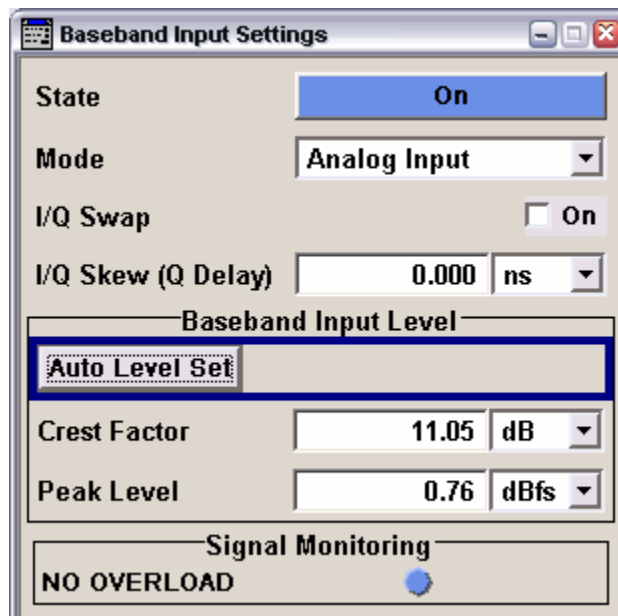 Baseband Input Settings
State On
Mode Analog Input
I/Q Swap On
I/Q Skew (Q Delay) 0.000 ns
Baseband Input Level
Auto Level Set
Crest Factor 11.05 dB
Peak Level 0.76 dBfs
Signal Monitoring
NO OVERLOAD